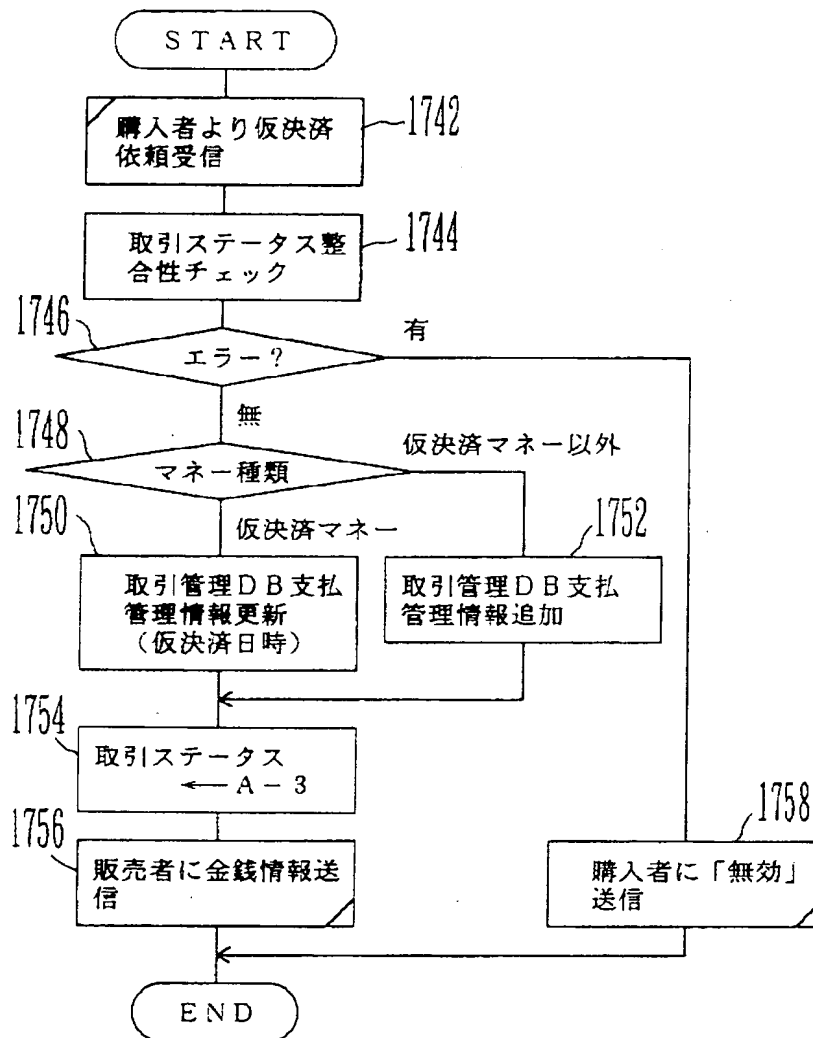 START
購入者より仮決済
依頼受信
1742
取引ステータス整
合性チェック
1744
1746
エラー?
有
無
1748
マネー種類
仮決済マネー以外
1750
仮決済マネー
1752
取引管理DB支払
管理情報更新
(仮決済日時)
取引管理DB支払
管理情報追加
1754
取引ステータス
←A-3
1756
販売者に金銭情報送
信
1758
購入者に「無効」
送信
END